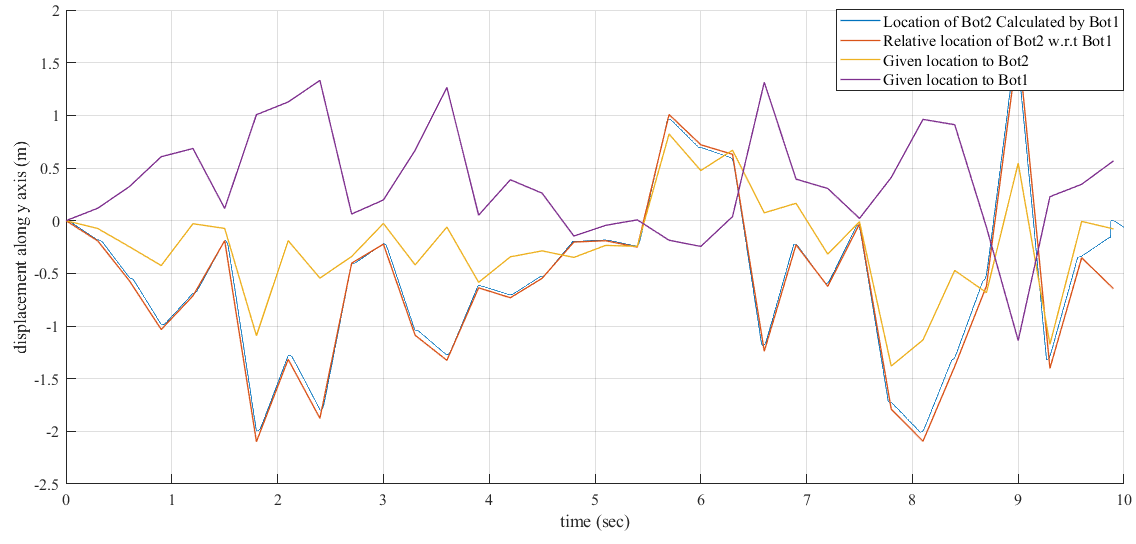 Location of Bot2 Calculated by Bot1
Relative location of Bot2 w.r.t Bot1
Given location to Bot2
Given location to Bot1
displacement along y axis (m)
2
1.5
1
0.5
0
-0.5
-1
-1.5
-2
-2.5
0 1 2 3 4 5 6 7 8 9 10
time (sec)